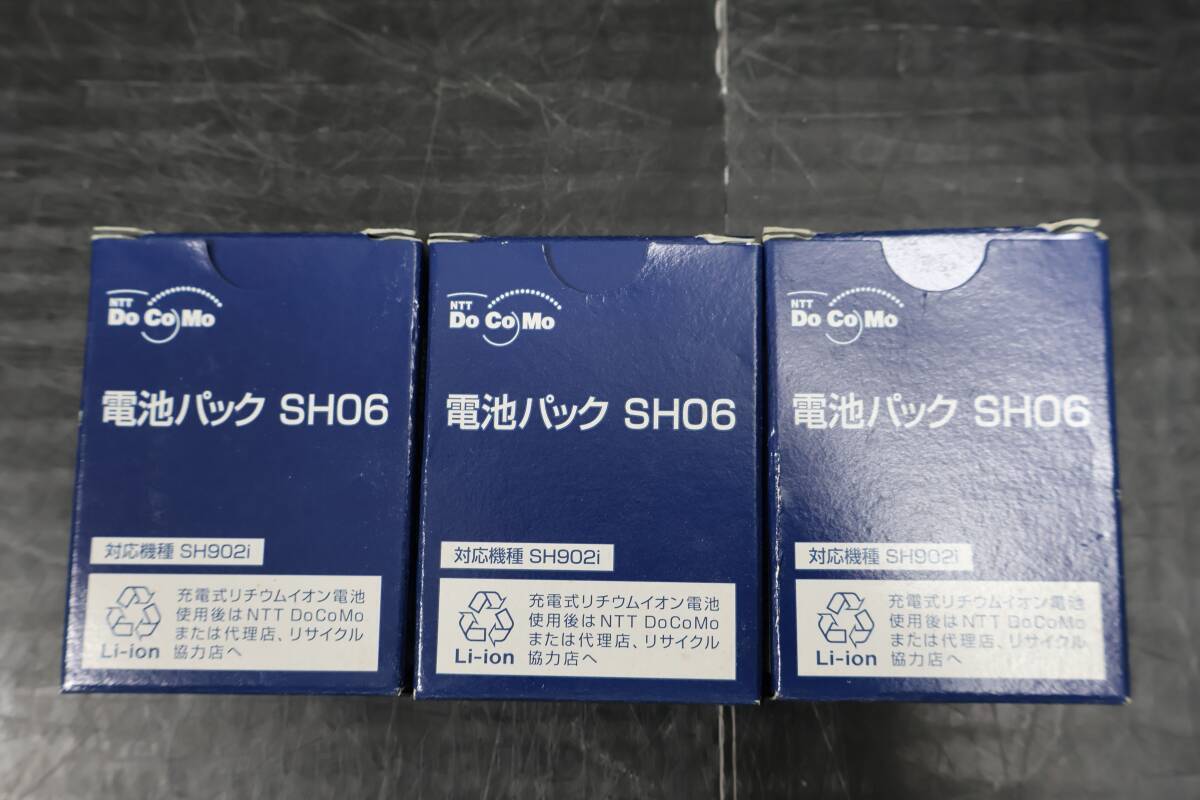 NTT
DoCoMo
電池パック SH06
対応機種 SH902i
充電式リチウムイオン電池
使用後はNTT DoCoMo
または代理店、リサイクル
協力店へ
Li-ion
NTT
DoCoMo
電池パック SH06
対応機種 SH902i
充電式リチウムイオン電池
使用後はNTT DoCoMo
または代理店、リサイクル
協力店へ
Li-ion
NTT
DoCoMo
電池パック SH06
対応機種 SH902i
充電式リチウムイオン電池
使用後はNTT DoCoMo
または代理店、リサイクル
協力店へ
Li-ion